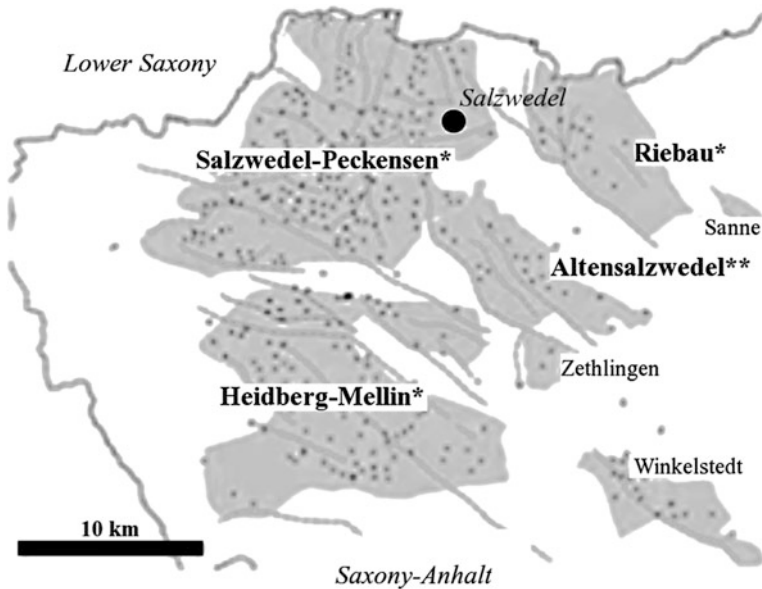 Lower Saxony
Salzwedel
Salzwedel-Peckensen*
Riebau*
Sanne
Altensalzwedel**
Zethlingen
Heidberg-Mellin*
Winkelstedt
10 km
Saxony-Anhalt